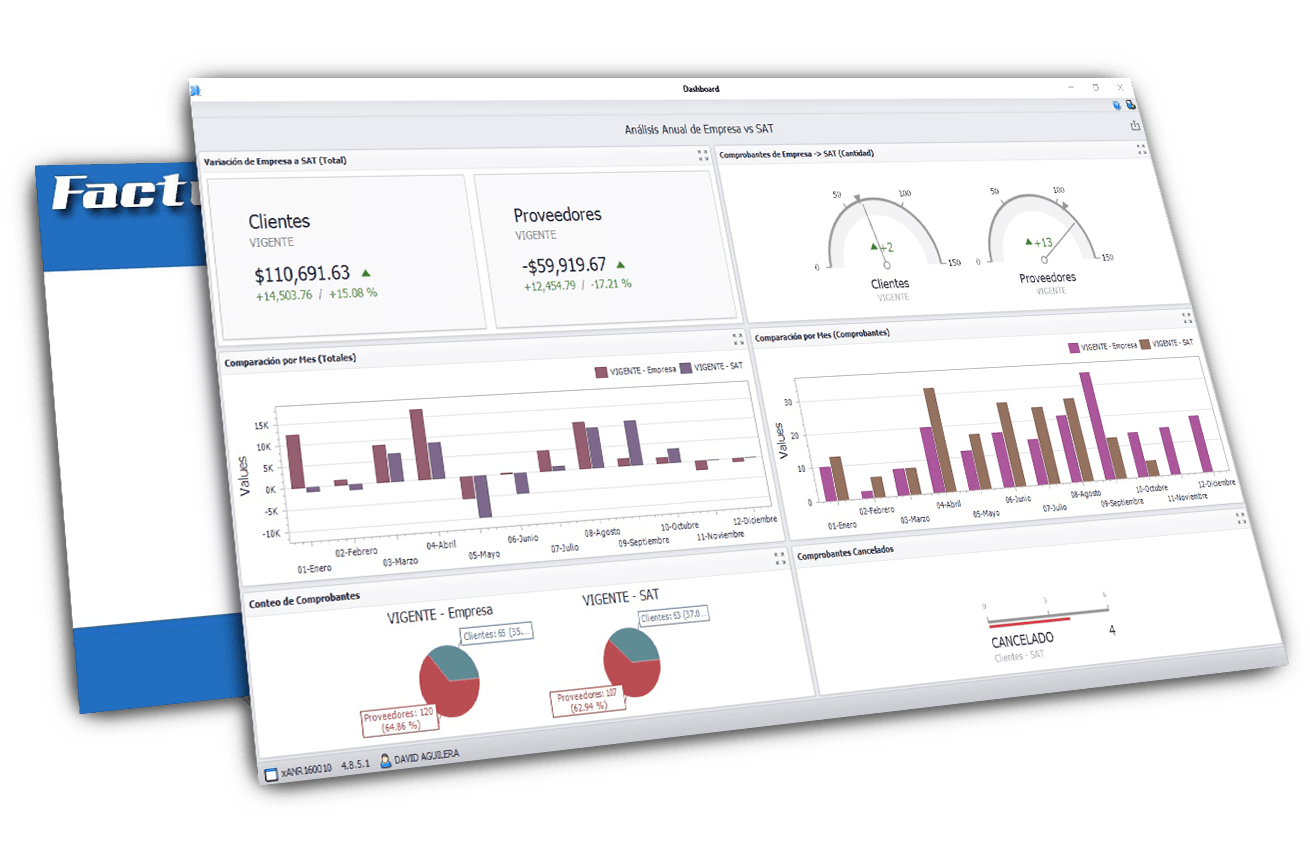 Factu
Dashboard
Análisis Anual de Empresa vs SAT
Variación de Empresa a SAT (Total)
Clientes
VIGENTE
$110,691.63
+14,503.76 / +15.08 %
Proveedores
VIGENTE
-$59,919.67
+12,454.79 / -17.21 %
Comprobantes de Empresa -> SAT (Cantidad)
0
50
100
150
+2
Clientes
VIGENTE
0
50
100
150
+13
Proveedores
VIGENTE
Comparación por Mes (Totales)
VIGENTE - Empresa VIGENTE - SAT
Values
15K
10K
5K
0K
-5K
-10K
01-Enero
02-Febrero
03-Marzo
04-Abril
05-Mayo
06-Junio
07-Julio
08-Agosto
09-Septiembre
10-Octubre
11-Noviembre
12-Diciembre
Comparación por Mes (Comprobantes)
VIGENTE - Empresa VIGENTE - SAT
Values
30
20
10
0
01-Enero
02-Febrero
03-Marzo
04-Abril
05-Mayo
06-Junio
07-Julio
08-Agosto
09-Septiembre
10-Octubre
11-Noviembre
12-Diciembre
Conteo de Comprobantes
VIGENTE - Empresa
Clientes: 65 (35....
Proveedores: 120
(64.86 %)
VIGENTE - SAT
Clientes: 63 (37.0...
Proveedores: 107
(62.94 %)
Comprobantes Cancelados
0
3
6
CANCELADO
4
Clientes - SAT
xANR160010 4.8.5.1 DAVID AGUILERA